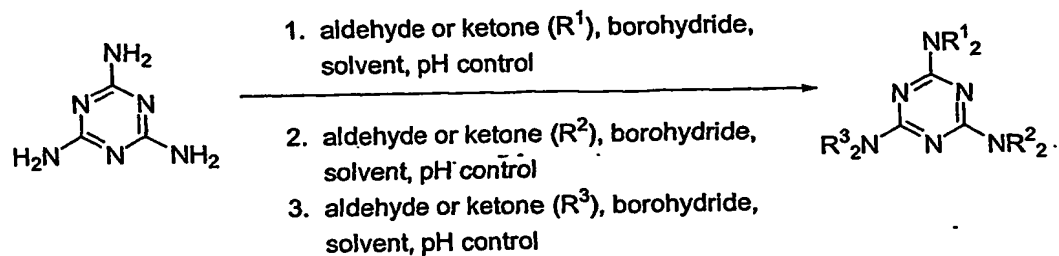 1. aldehyde or ketone (R¹), borohydride,
solvent, pH control
2. aldehyde or ketone (R²), borohydride,
solvent, pH control
3. aldehyde or ketone (R³), borohydride,
solvent, pH control
NH₂
N N
H₂N N NH₂
NR¹₂
N N
R³₂N N NR²₂.